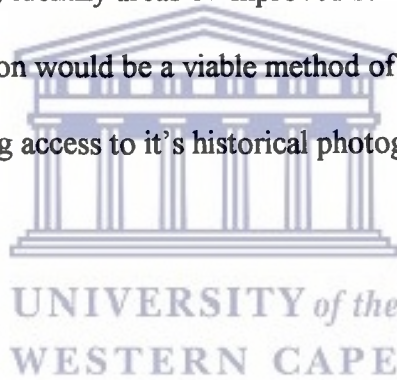 on would be a viable method of
g access to it's historical photog
UNIVERSITY of the
WESTERN CAPE